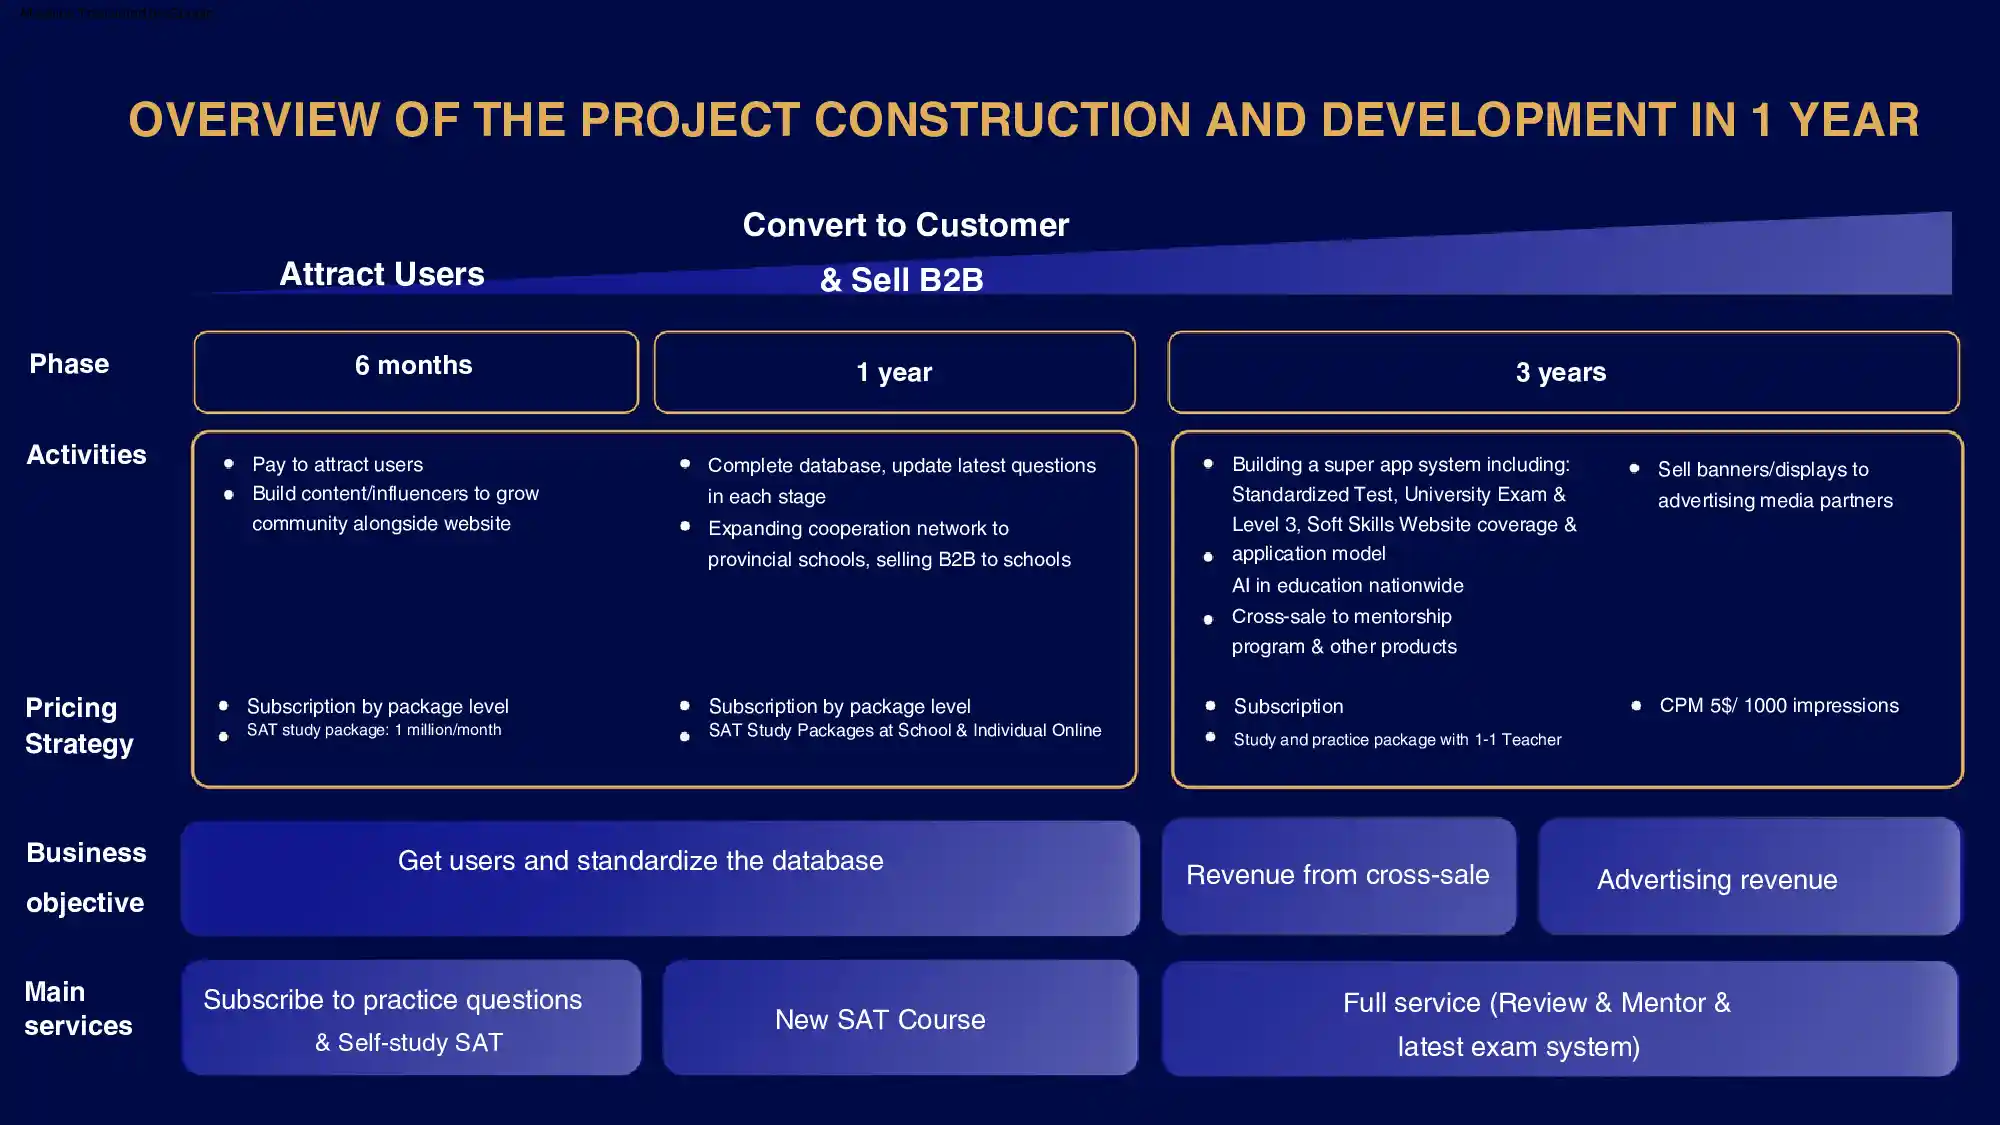 OVERVIEW OF THE PROJECT CONSTRUCTION AND DEVELOPMENT IN 1 YEAR
Attract Users
Convert to Customer
& Sell B2B
Phase
6 months
1 year
3 years
Activities
Pay to attract users
Build content/influencers to grow
community alongside website
Complete database, update latest questions
in each stage
Expanding cooperation network to
provincial schools, selling B2B to schools
Building a super app system including:
Standardized Test, University Exam &
Level 3, Soft Skills Website coverage &
application model
AI in education nationwide
Cross-sale to mentorship
program & other products
Sell banners/displays to
advertising media partners
Pricing
Strategy
Subscription by package level
SAT study package: 1 million/month
Subscription by package level
SAT Study Packages at School & Individual Online
Subscription
Study and practice package with 1-1 Teacher
CPM 5$/ 1000 impressions
Business
objective
Get users and standardize the database
Revenue from cross-sale
Advertising revenue
Main
services
Subscribe to practice questions
& Self-study SAT
New SAT Course
Full service (Review & Mentor &
latest exam system)